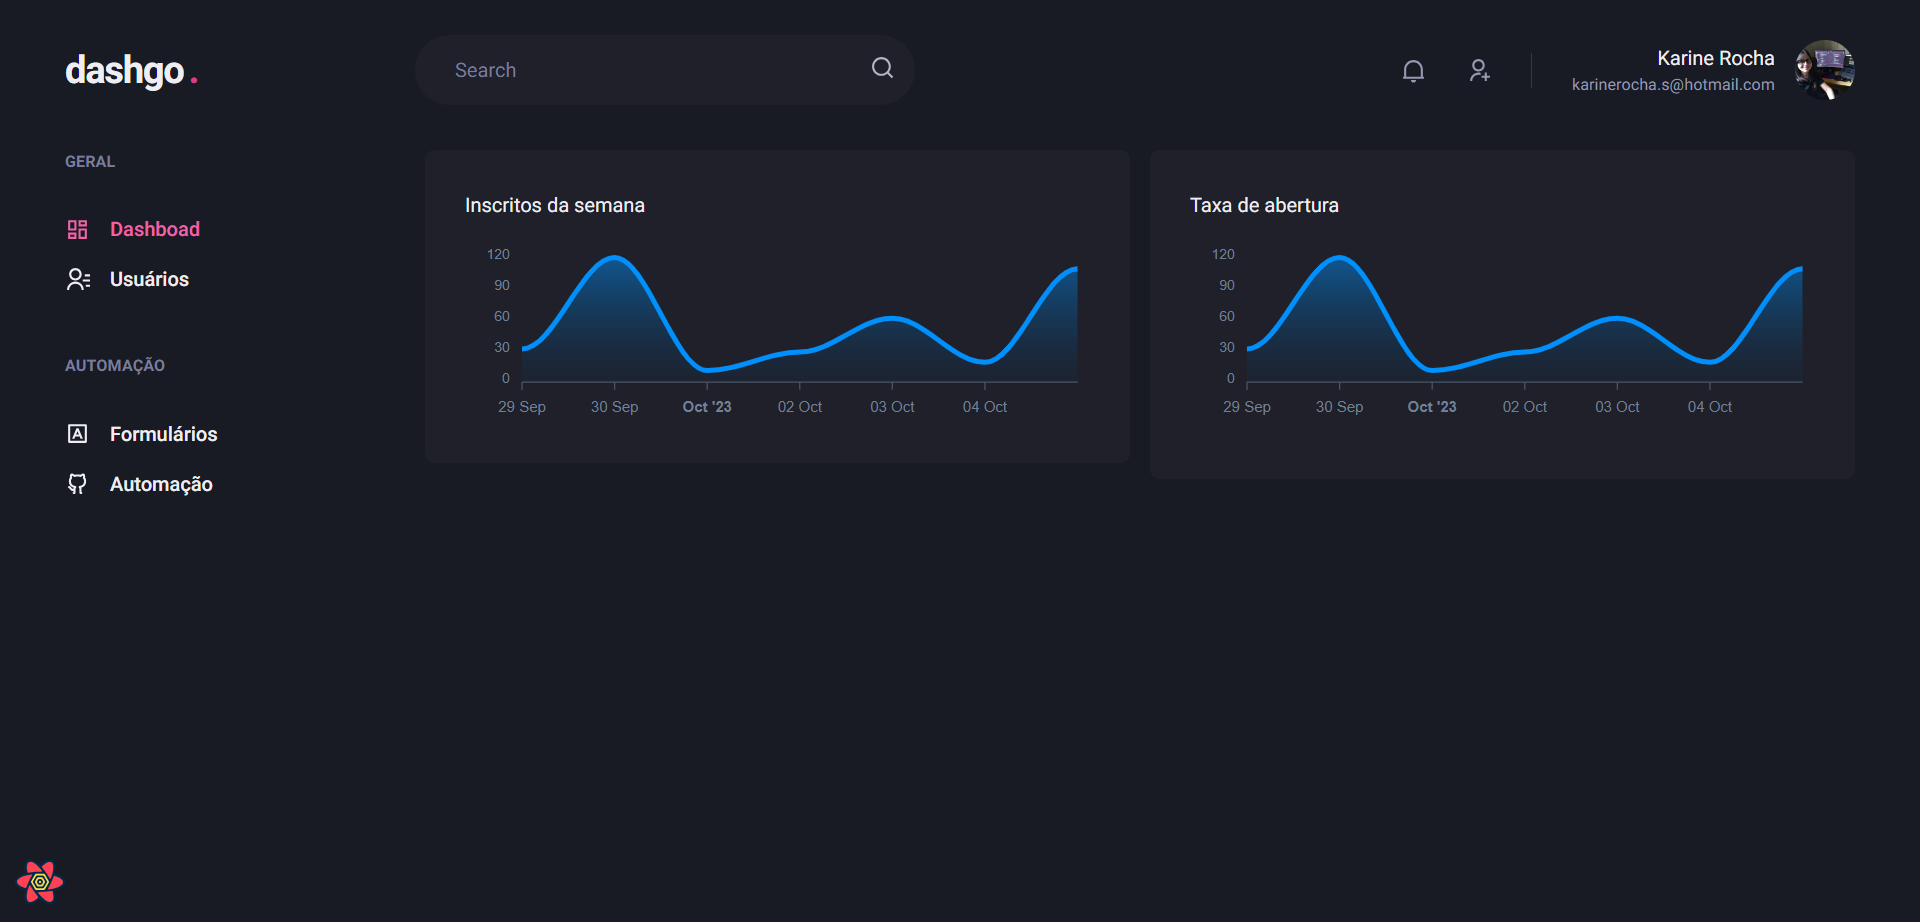 dashgo.
Search
Karine Rocha
karinerocha.s@hotmail.com
GERAL
Dashboad
Usuários
AUTOMAÇÃO
Formulários
Automação
Inscritos da semana
120
90
60
30
0
29 Sep 30 Sep Oct '23 02 Oct 03 Oct 04 Oct
Taxa de abertura
120
90
60
30
0
29 Sep 30 Sep Oct '23 02 Oct 03 Oct 04 Oct